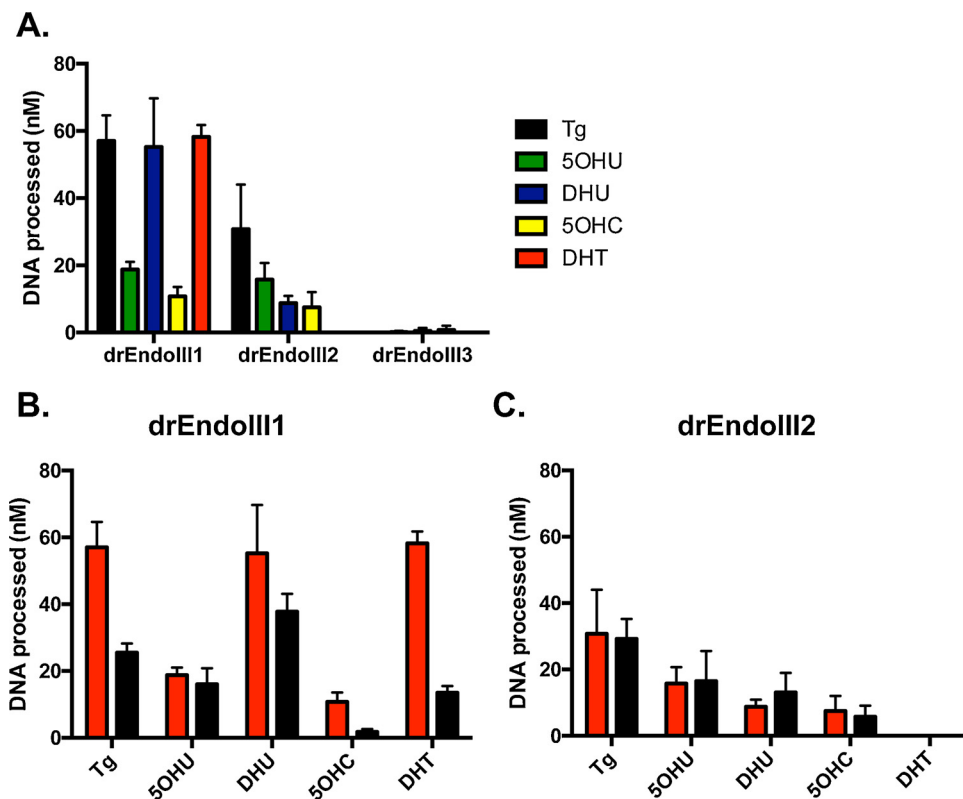 A.
DNA processed (nM)
80
60
40
20
0
drEndoIII1 drEndoIII2 drEndoIII3
Tg
5OHU
DHU
5OHC
DHT
B.
drEndoIII1
DNA processed (nM)
80
60
40
20
0
Tg 5OHU DHU 5OHC DHT
C.
drEndoIII2
DNA processed (nM)
80
60
40
20
0
Tg 5OHU DHU 5OHC DHT